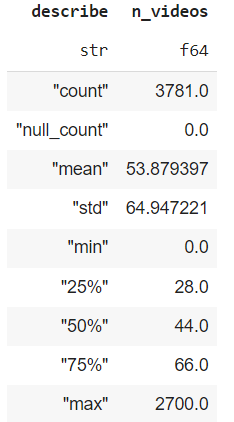 describe n_videos
str f64
"count" 3781.0
"null_count" 0.0
"mean" 53.879397
"std" 64.947221
"min" 0.0
"25%" 28.0
"50%" 44.0
"75%" 66.0
"max" 2700.0